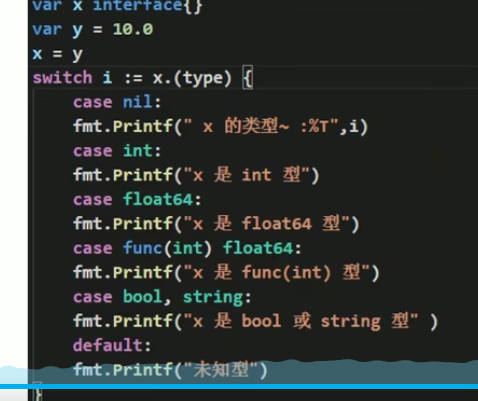 var x interface{}
var y = 10.0
x = y
switch i := x.(type) {
case nil:
fmt.Printf(" x 的类型~ :%T",i)
case int:
fmt.Printf("x 是 int 型")
case float64:
fmt.Printf("x 是 float64 型")
case func(int) float64:
fmt.Printf("x 是 func(int) 型")
case bool, string:
fmt.Printf("x 是 bool 或 string 型" )
default:
fmt.Printf("未知型")
}